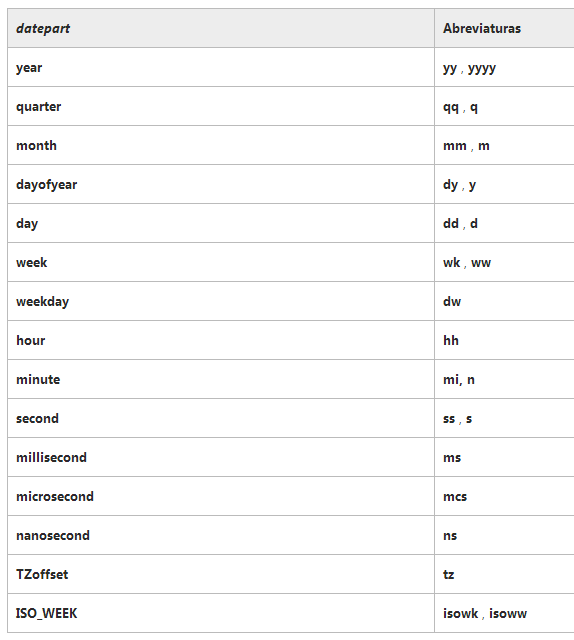 datepart Abreviaturas
year yy , yyyy
quarter qq , q
month mm , m
dayofyear dy , y
day dd , d
week wk , ww
weekday dw
hour hh
minute mi, n
second ss , s
millisecond ms
microsecond mcs
nanosecond ns
TZoffset tz
ISO_WEEK isowk , isoww